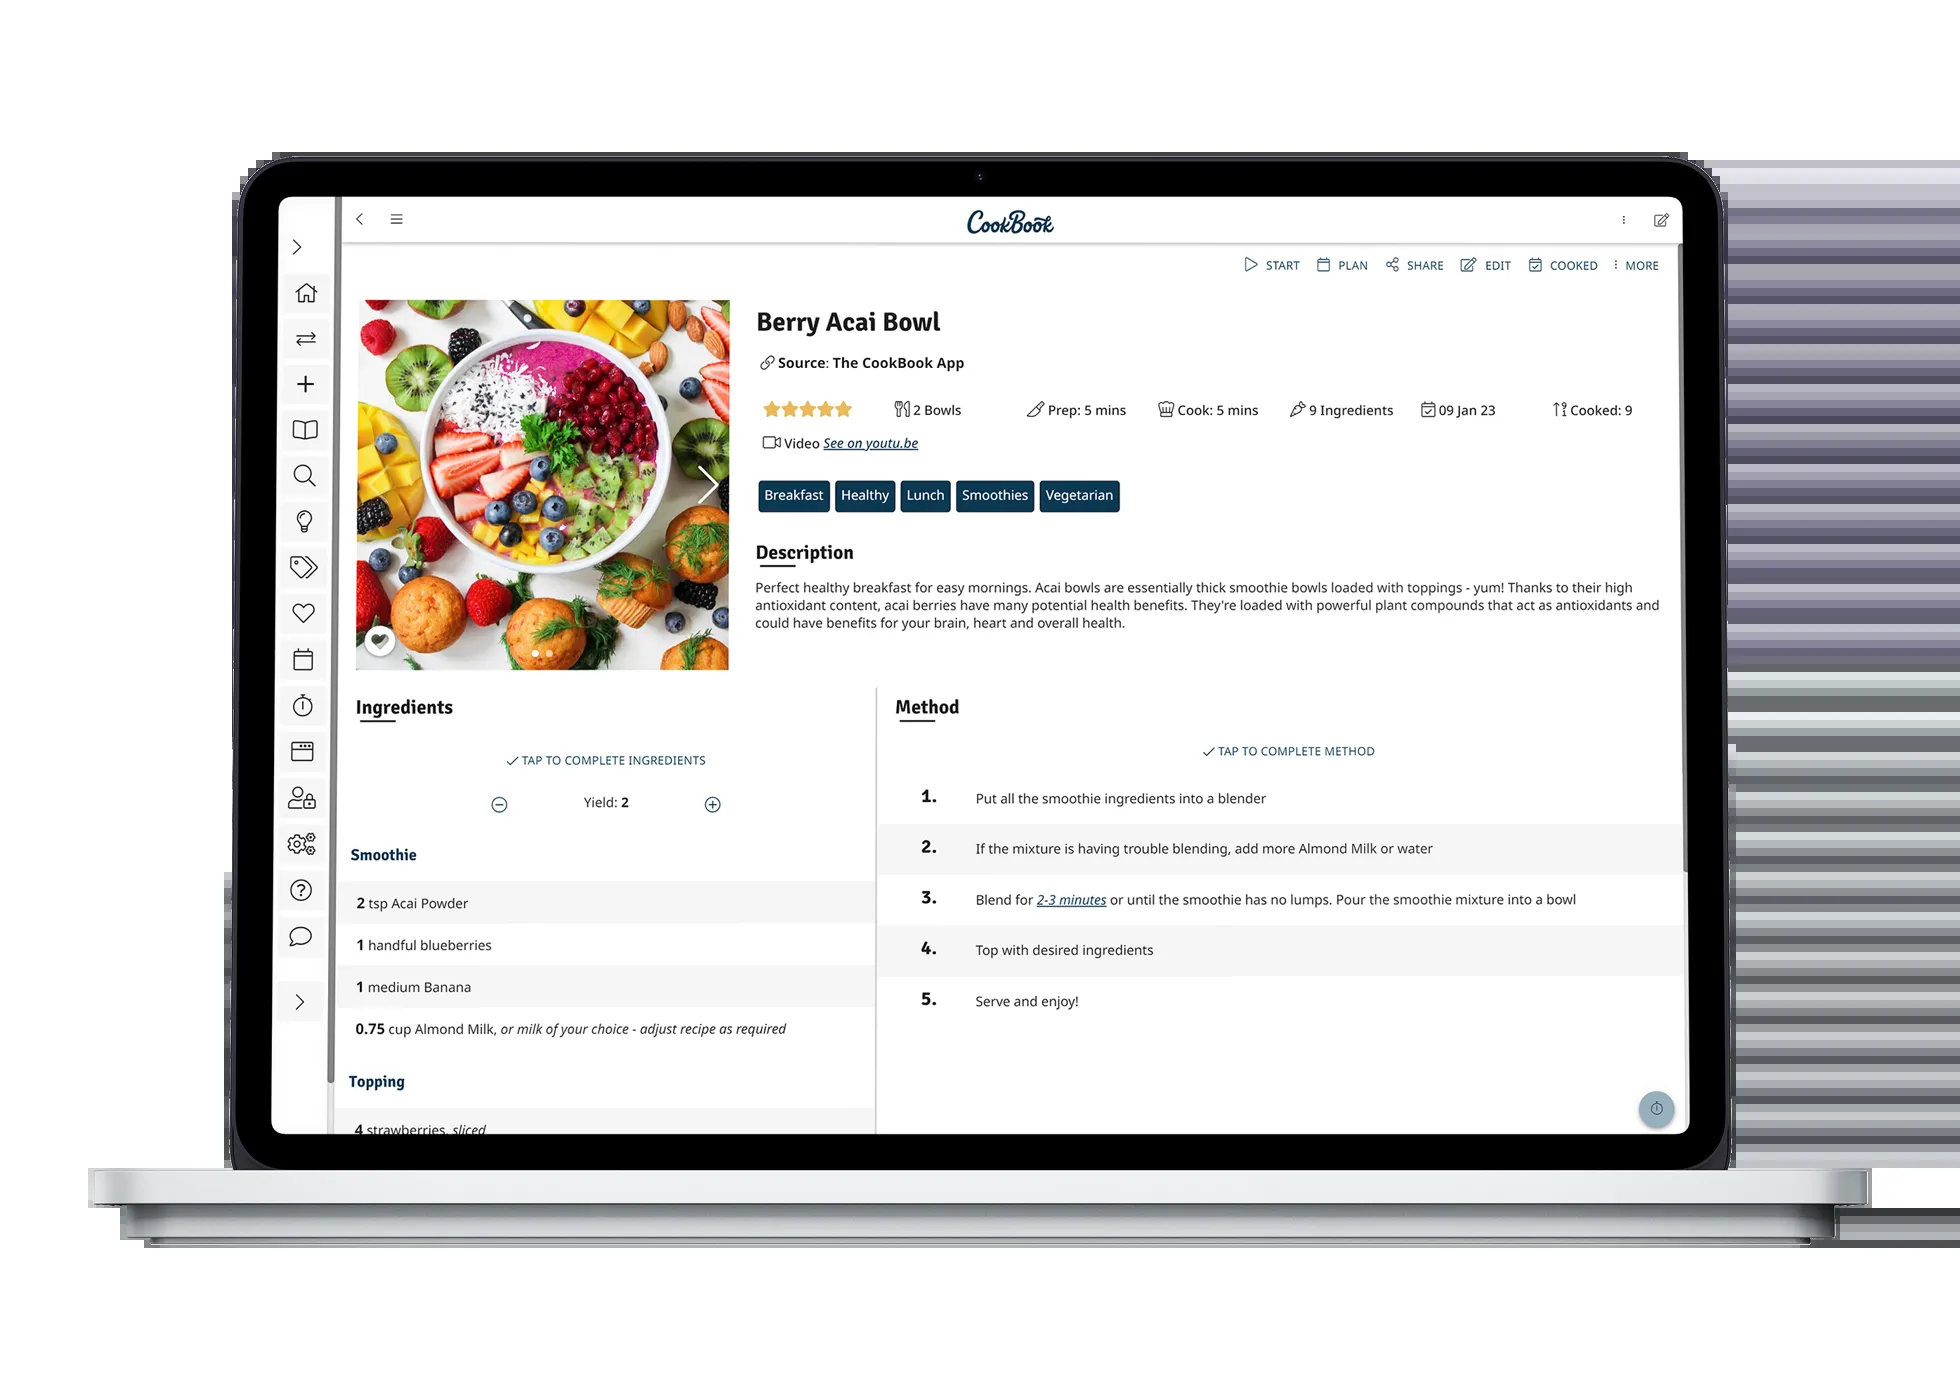 CookBook
START PLAN SHARE EDIT COOKED MORE
Berry Acai Bowl
Source: The CookBook App
2 Bowls Prep: 5 mins Cook: 5 mins 9 Ingredients 09 Jan 23 Cooked: 9
Video See on youtu.be
Breakfast Healthy Lunch Smoothies Vegetarian
Description
Perfect healthy breakfast for easy mornings. Acai bowls are essentially thick smoothie bowls loaded with toppings - yum! Thanks to their high
antioxidant content, acai berries have many potential health benefits. They're loaded with powerful plant compounds that act as antioxidants and
could have benefits for your brain, heart and overall health.
Ingredients
TAP TO COMPLETE INGREDIENTS
Yield: 2
Smoothie
2 tsp Acai Powder
1 handful blueberries
1 medium Banana
0.75 cup Almond Milk, or milk of your choice - adjust recipe as required
Topping
4 strawberries, sliced
Method
TAP TO COMPLETE METHOD
1. Put all the smoothie ingredients into a blender
2. If the mixture is having trouble blending, add more Almond Milk or water
3. Blend for 2-3 minutes or until the smoothie has no lumps. Pour the smoothie mixture into a bowl
4. Top with desired ingredients
5. Serve and enjoy!